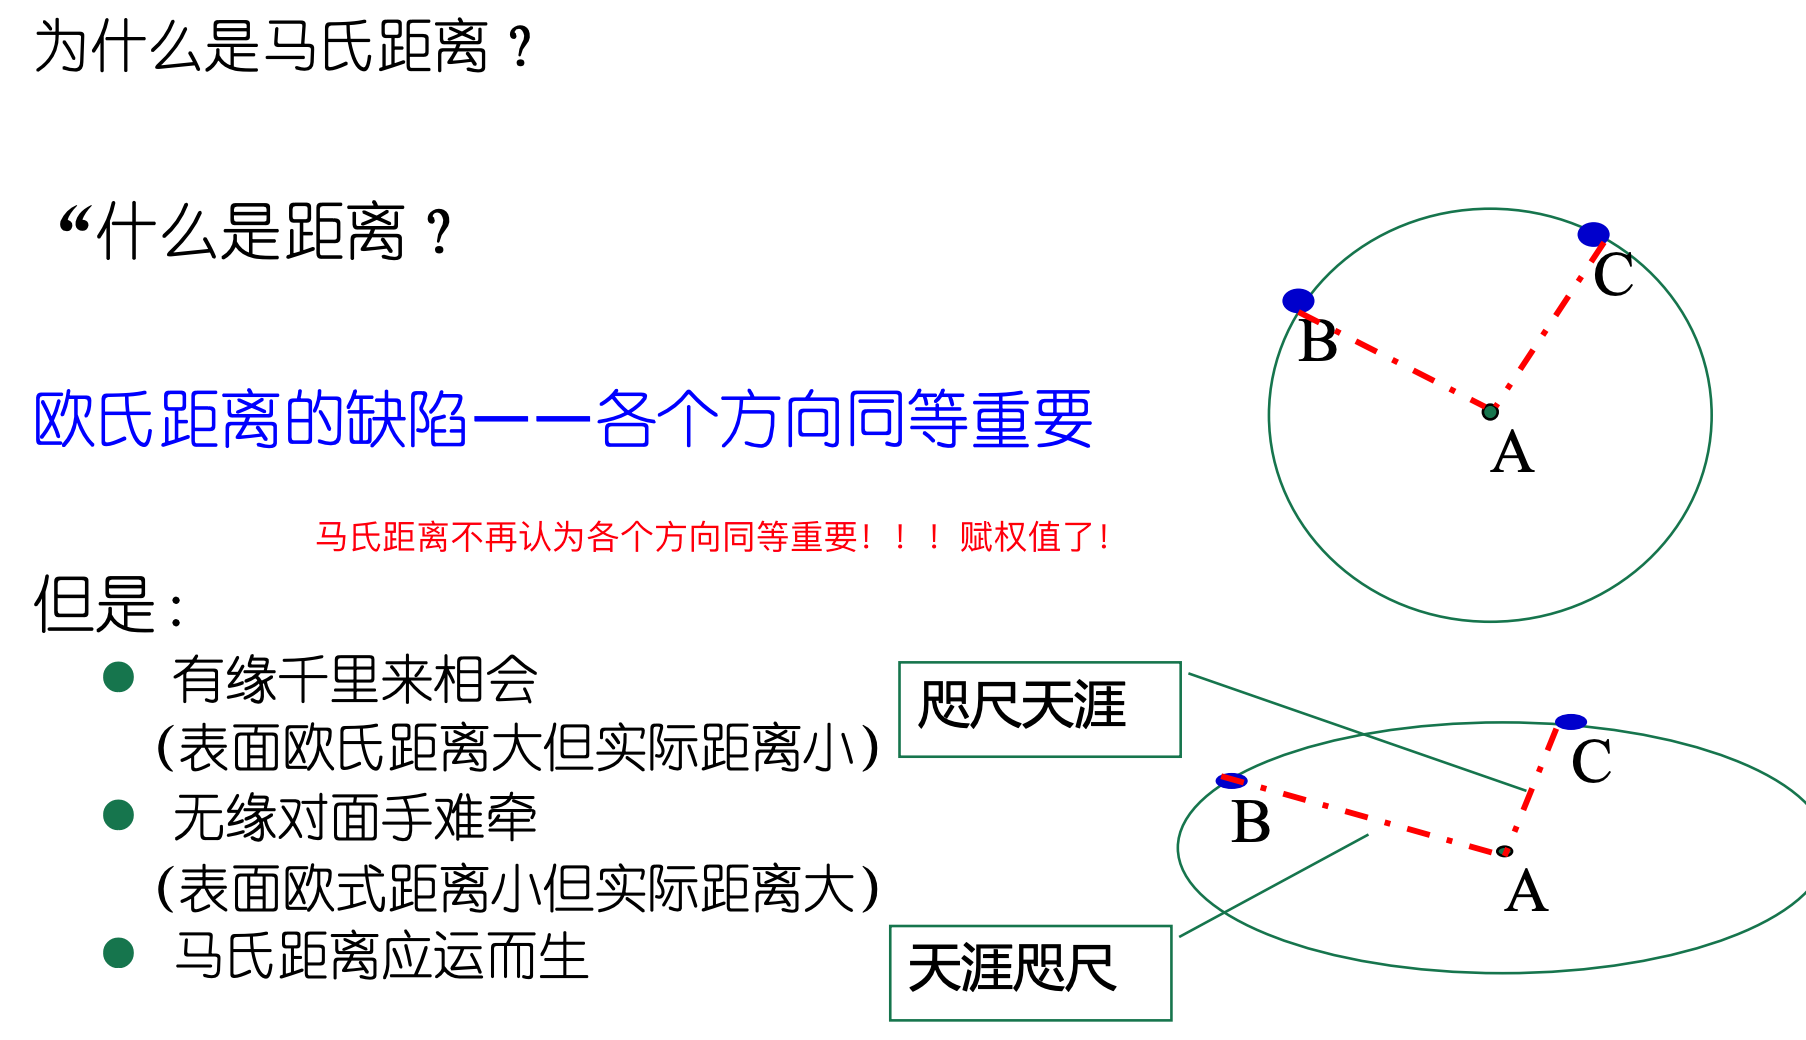 为什么是马氏距离？
“什么是距离？
欧氏距离的缺陷——各个方向同等重要
马氏距离不再认为各个方向同等重要！！！赋权值了！
但是：
有缘千里来相会
(表面欧氏距离大但实际距离小)
无缘对面手难牵
(表面欧式距离小但实际距离大)
马氏距离应运而生
C
B
A
咫尺天涯
C
B
A
天涯咫尺